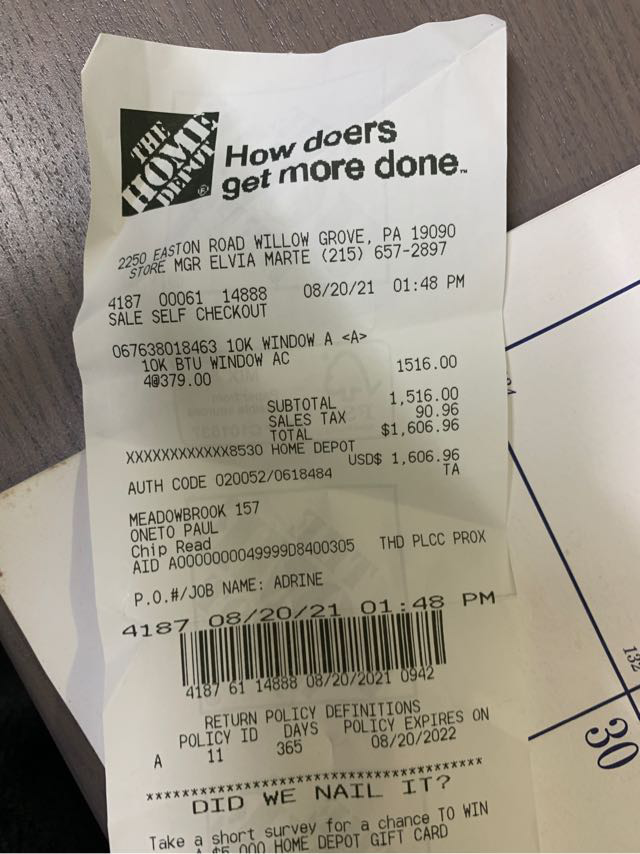 THE
HOME
DEPOT
®
How doers
get more done.™
2250 EASTON ROAD WILLOW GROVE, PA 19090
STORE MGR ELVIA MARTE (215) 657-2897
4187 00061 14888 08/20/21 01:48 PM
SALE SELF CHECKOUT
067638018463 10K WINDOW A <A>
10K BTU WINDOW AC
4@379.00 1516.00
SUBTOTAL 1,516.00
SALES TAX 90.96
TOTAL $1,606.96
XXXXXXXXXXXX8530 HOME DEPOT
USD$ 1,606.96
AUTH CODE 020052/0618484 TA
MEADOWBROOK 157
ONETO PAUL
Chip Read
AID A0000000049999D8400305 THD PLCC PROX
P.O.#/JOB NAME: ADRINE
4187 08/20/21 01:48 PM
4187 61 14888 08/20/2021 0942
RETURN POLICY DEFINITIONS
POLICY ID DAYS POLICY EXPIRES ON
A 11 365 08/20/2022
DID WE NAIL IT?
Take a short survey for a chance TO WIN
A $5,000 HOME DEPOT GIFT CARD
132
30